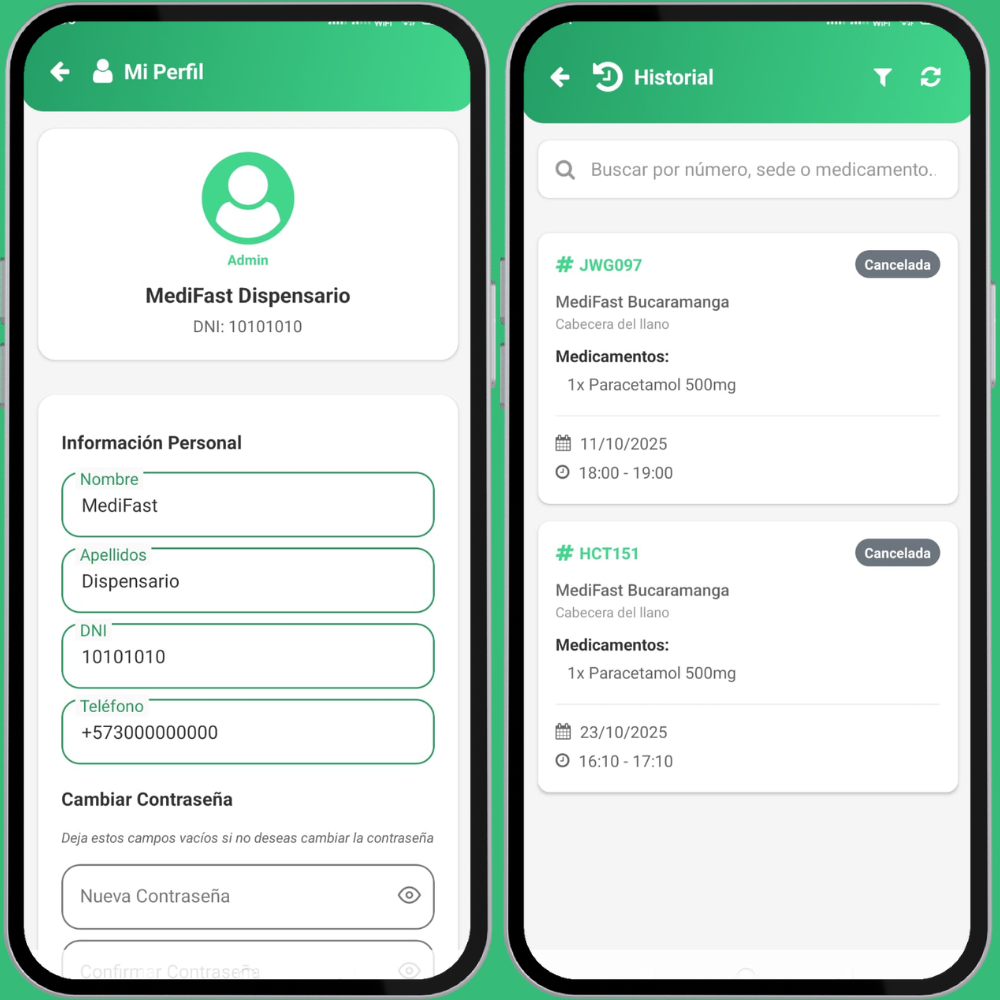 Mi Perfil
Admin
MediFast Dispensario
DNI: 10101010
Información Personal
Nombre
MediFast
Apellidos
Dispensario
DNI
10101010
Teléfono
+573000000000
Cambiar Contraseña
Deja estos campos vacíos si no deseas cambiar la contraseña
Nueva Contraseña
Confirmar Contraseña
Historial
Buscar por número, sede o medicamento..
# JWG097
Cancelada
MediFast Bucaramanga
Cabecera del llano
Medicamentos:
1x Paracetamol 500mg
11/10/2025
18:00 - 19:00
# HCT151
Cancelada
MediFast Bucaramanga
Cabecera del llano
Medicamentos:
1x Paracetamol 500mg
23/10/2025
16:10 - 17:10